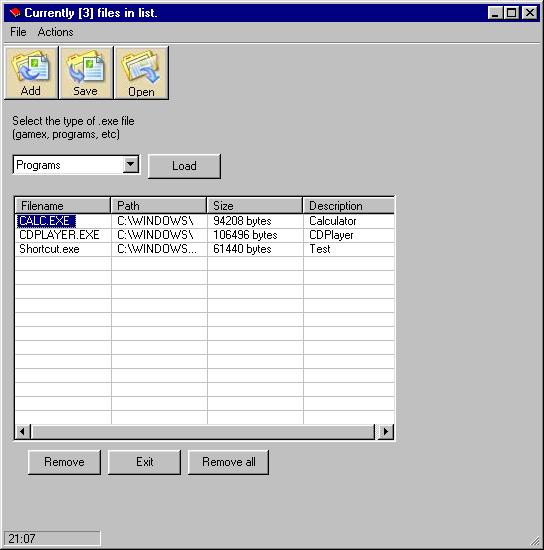 Currently [3] files in list.
File Actions
Add Save Open
Select the type of .exe file
(gamex, programs, etc)
Programs Load
Filename Path Size Description
CALC.EXE C:\WINDOWS\ 94208 bytes Calculator
CDPLAYER.EXE C:\WINDOWS\ 106496 bytes CDPlayer
Shortcut.exe C:\WINDOWS... 61440 bytes Test
Remove Exit Remove all
21:07